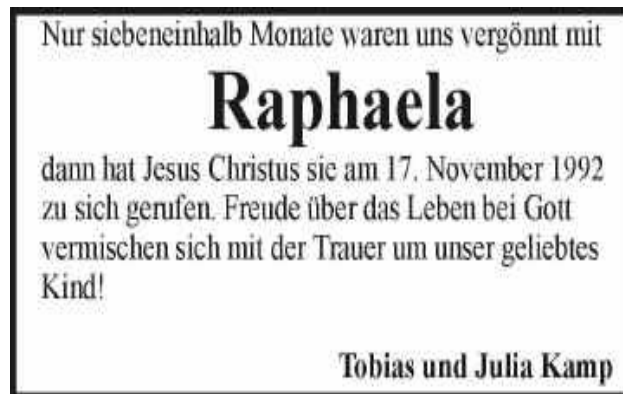 Nur siebeneinhalb Monate waren uns vergönnt mit
Raphaela
dann hat Jesus Christus sie am 17. November 1992
zu sich gerufen. Freude über das Leben bei Gott
vermischen sich mit der Trauer um unser geliebtes
Kind!
Tobias und Julia Kamp